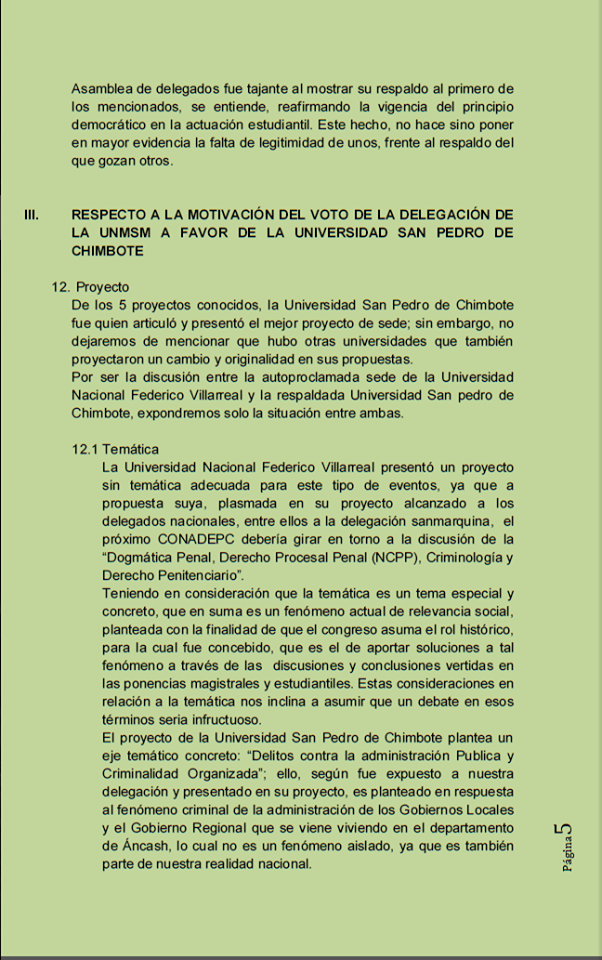 Asamblea de delegados fue tajante al mostrar su respaldo al primero de
los mencionados, se entiende, reafirmando la vigencia del principio
democrático en la actuación estudiantil. Este hecho, no hace sino poner
en mayor evidencia la falta de legitimidad de unos, frente al respaldo del
que gozan otros.
III. RESPECTO A LA MOTIVACIÓN DEL VOTO DE LA DELEGACIÓN DE
LA UNMSM A FAVOR DE LA UNIVERSIDAD SAN PEDRO DE
CHIMBOTE
12. Proyecto
De los 5 proyectos conocidos, la Universidad San Pedro de Chimbote
fue quien articuló y presentó el mejor proyecto de sede; sin embargo, no
dejaremos de mencionar que hubo otras universidades que también
proyectaron un cambio y originalidad en sus propuestas.
Por ser la discusión entre la autoproclamada sede de la Universidad
Nacional Federico Villarreal y la respaldada Universidad San pedro de
Chimbote, expondremos solo la situación entre ambas.
12.1 Temática
La Universidad Nacional Federico Villarreal presentó un proyecto
sin temática adecuada para este tipo de eventos, ya que a
propuesta suya, plasmada en su proyecto alcanzado a los
delegados nacionales, entre ellos a la delegación sanmarquina, el
próximo CONADEPC debería girar en torno a la discusión de la
“Dogmática Penal, Derecho Procesal Penal (NCPP), Criminología y
Derecho Penitenciario”.
Teniendo en consideración que la temática es un tema especial y
concreto, que en suma es un fenómeno actual de relevancia social,
planteada con la finalidad de que el congreso asuma el rol histórico,
para la cual fue concebido, que es el de aportar soluciones a tal
fenómeno a través de las discusiones y conclusiones vertidas en
las ponencias magistrales y estudiantiles. Estas consideraciones en
relación a la temática nos inclina a asumir que un debate en esos
términos seria infructuoso.
El proyecto de la Universidad San Pedro de Chimbote plantea un
eje temático concreto: “Delitos contra la administración Publica y
Criminalidad Organizada”; ello, según fue expuesto a nuestra
delegación y presentado en su proyecto, es planteado en respuesta
al fenómeno criminal de la administración de los Gobiernos Locales
y el Gobierno Regional que se viene viviendo en el departamento
de Áncash, lo cual no es un fenómeno aislado, ya que es también
parte de nuestra realidad nacional.
Página5